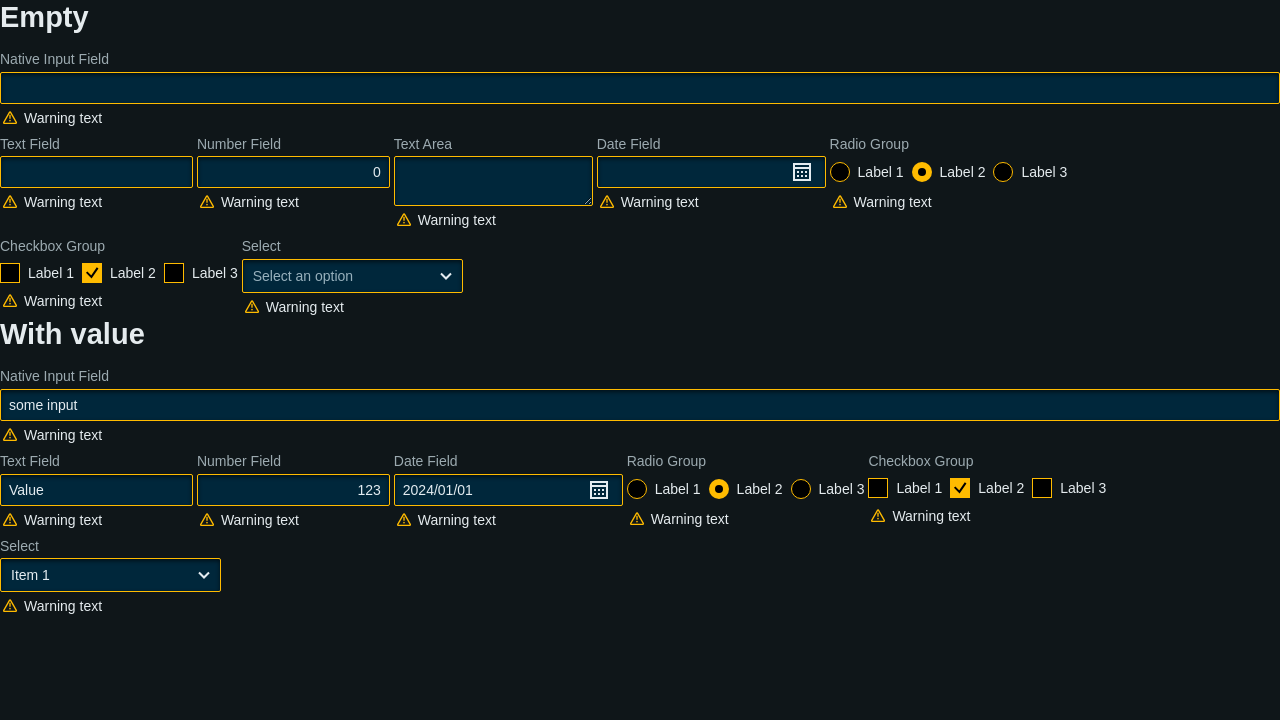 Empty
Native Input Field
Warning text
Text Field Number Field Text Area Date Field Radio Group
0 Label 1 Label 2 Label 3
Warning text Warning text Warning text Warning text
Warning text
Checkbox Group Select
Label 1 Label 2 Label 3 Select an option
Warning text Warning text
With value
Native Input Field
some input
Warning text
Text Field Number Field Date Field Radio Group Checkbox Group
Value 123 2024/01/01 Label 1 Label 2 Label 3 Label 1 Label 2 Label 3
Warning text Warning text Warning text Warning text Warning text
Select
Item 1
Warning text